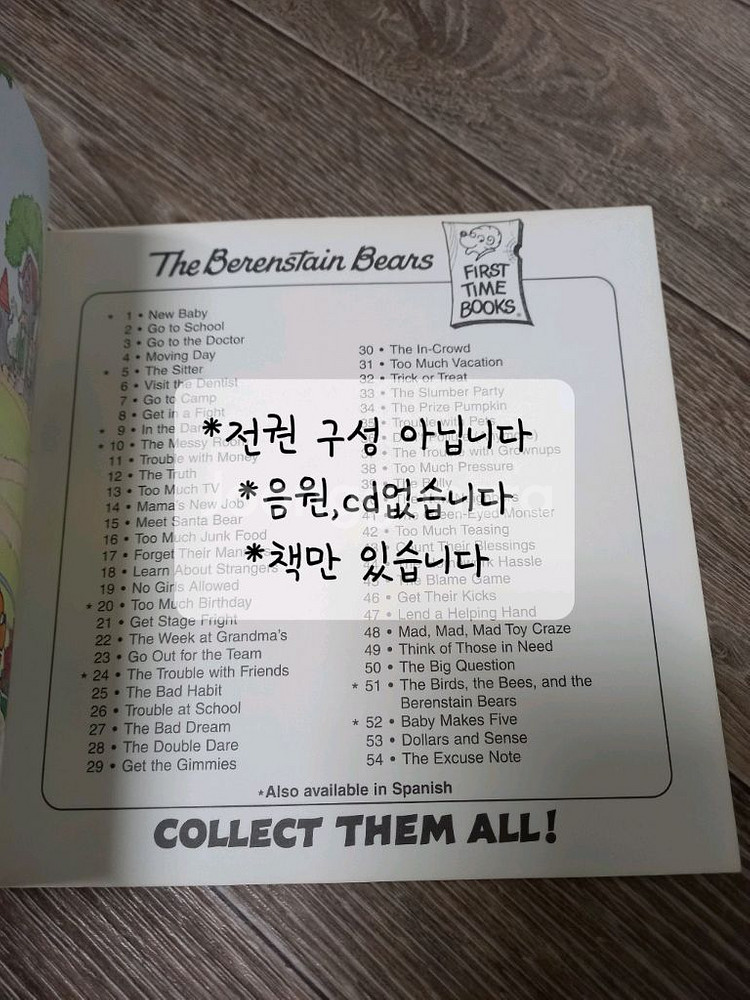 The Berenstain Bears
FIRST
TIME
BOOKS
* 1 • New Baby
2 • Go to School
3 • Go to the Doctor
4 • Moving Day
* 5 • The Sitter
6 • Visit the Dentist
7 • Go to Camp
8 • Get in a Fight
* 9 • In the Dark
* 10 • The Messy Room
11 • Trouble with Money
12 • The Truth
13 • Too Much TV
14 • Mama's New Job
15 • Meet Santa Bear
16 • Too Much Junk Food
17 • Forget Their Manners
18 • Learn About Strangers
19 • No Girls Allowed
* 20 • Too Much Birthday
21 • Get Stage Fright
22 • The Week at Grandma's
23 • Go Out for the Team
* 24 • The Trouble with Friends
25 • The Bad Habit
26 • Trouble at School
27 • The Bad Dream
28 • The Double Dare
29 • Get the Gimmies
30 • The In-Crowd
31 • Too Much Vacation
32 • Trick or Treat
33 • The Slumber Party
34 • The Prize Pumpkin
Trouble with
The Trouble with Grownups
38 • Too Much Pressure
41 • Green-Eyed Monster
42 • Too Much Teasing
Count Their Blessings
Hassle
The Blame Game
46 • Get Their Kicks
47 • Lend a Helping Hand
48 • Mad, Mad, Mad Toy Craze
49 • Think of Those in Need
50 • The Big Question
* 51 • The Birds, the Bees, and the
Berenstain Bears
* 52 • Baby Makes Five
53 • Dollars and Sense
54 • The Excuse Note
*전권 구성 아닙니다
*음원,cd없습니다
*책만 있습니다
*Also available in Spanish
COLLECT THEM ALL!